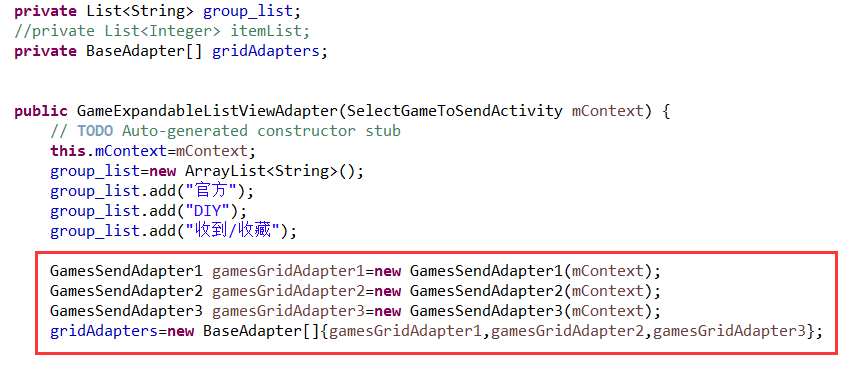 private List<String> group_list;
//private List<Integer> itemList;
private BaseAdapter[] gridAdapters;
public GameExpandableListViewAdapter(SelectGameToSendActivity mContext) {
// TODO Auto-generated constructor stub
this.mContext=mContext;
group_list=new ArrayList<String>();
group_list.add("官方");
group_list.add("DIY");
group_list.add("收到/收藏");
GamesSendAdapter1 gamesGridAdapter1=new GamesSendAdapter1(mContext);
GamesSendAdapter2 gamesGridAdapter2=new GamesSendAdapter2(mContext);
GamesSendAdapter3 gamesGridAdapter3=new GamesSendAdapter3(mContext);
gridAdapters=new BaseAdapter[]{gamesGridAdapter1,gamesGridAdapter2,gamesGridAdapter3};